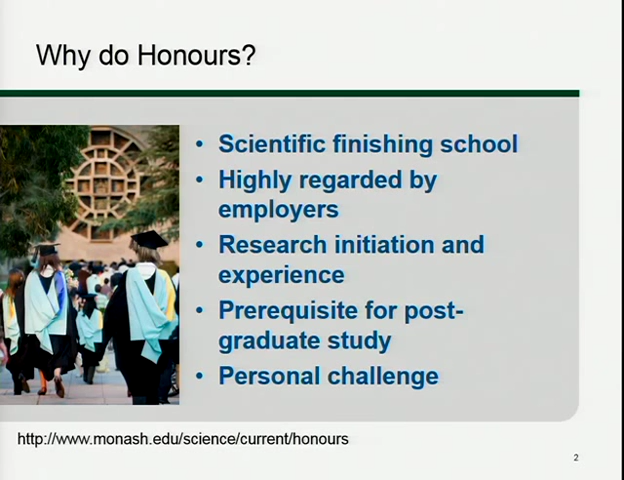 Why do Honours?
• Scientific finishing school
• Highly regarded by
employers
• Research initiation and
experience
• Prerequisite for post-
graduate study
• Personal challenge
http://www.monash.edu/science/current/honours
2